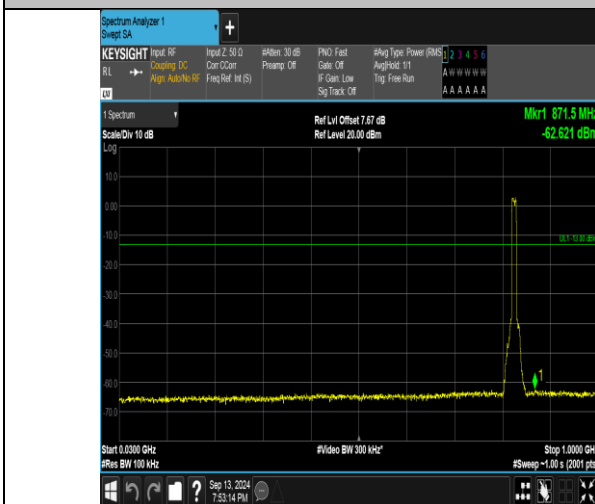 Spectrum Analyzer 1
Swept SA
+
KEYSIGHT Input: RF Input Z: 50 Ω #Atten: 30 dB PNO: Fast #Avg Type: Power (RMS 1 2 3 4 5 6
RL Coupling: DC Corr CCorr Preamp: Off Gate: Off Avg|Hold: 1/1 A W W W W W
Align: Auto/No RF Freq Ref: Int (S) IF Gain: Low Trig: Free Run
Sig Track: Off A A A A A A
1 Spectrum Ref Lvl Offset 7.67 dB Mkr1 871.5 MHz
Scale/Div 10 dB Ref Level 20.00 dBm -62.621 dBm
Log
10.0
0.00
-10.0
DL1 -13.00 dBm
-20.0
-30.0
-40.0
-50.0
-60.0
1
-70.0
Start 0.0300 GHz #Video BW 300 kHz* Stop 1.0000 GH
#Res BW 100 kHz #Sweep ~1.00 s (2001 pts
? Sep 13, 2024
7:53:14 PM